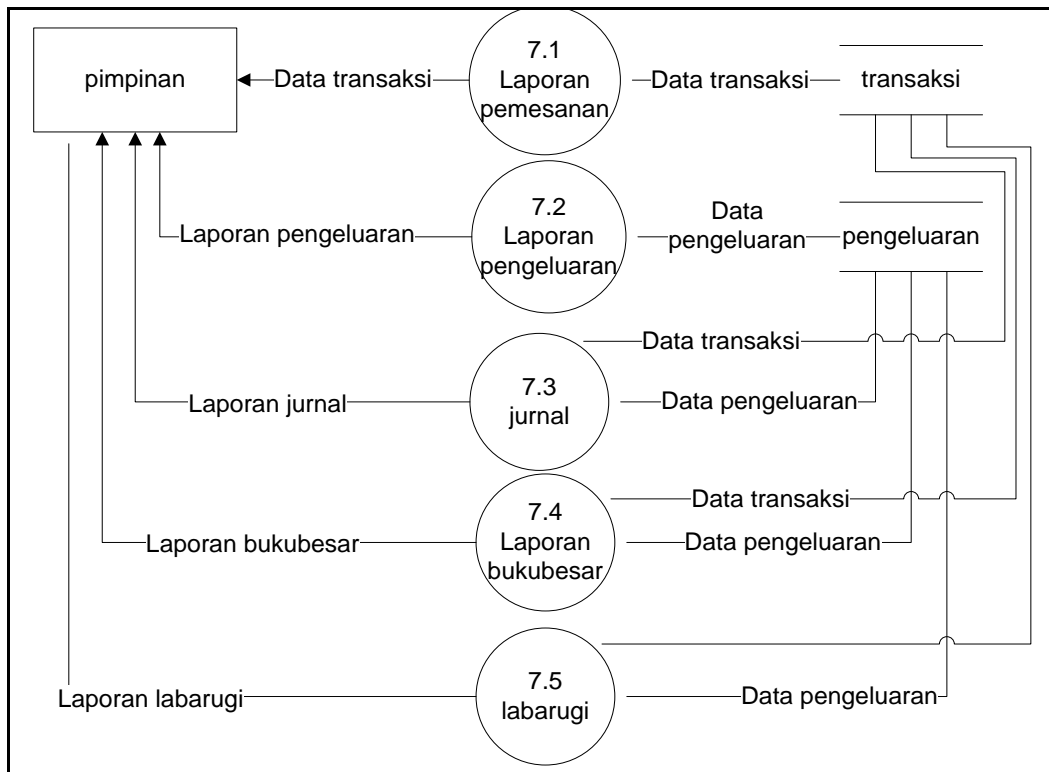 pimpinan
Data transaksi
7.1
Laporan
pemesanan
Data transaksi
transaksi
Laporan pengeluaran
7.2
Laporan
pengeluaran
Data
pengeluaran
pengeluaran
Data transaksi
Laporan jurnal
7.3
jurnal
Data pengeluaran
Data transaksi
Laporan bukubesar
7.4
Laporan
bukubesar
Data pengeluaran
Laporan labarugi
7.5
labarugi
Data pengeluaran